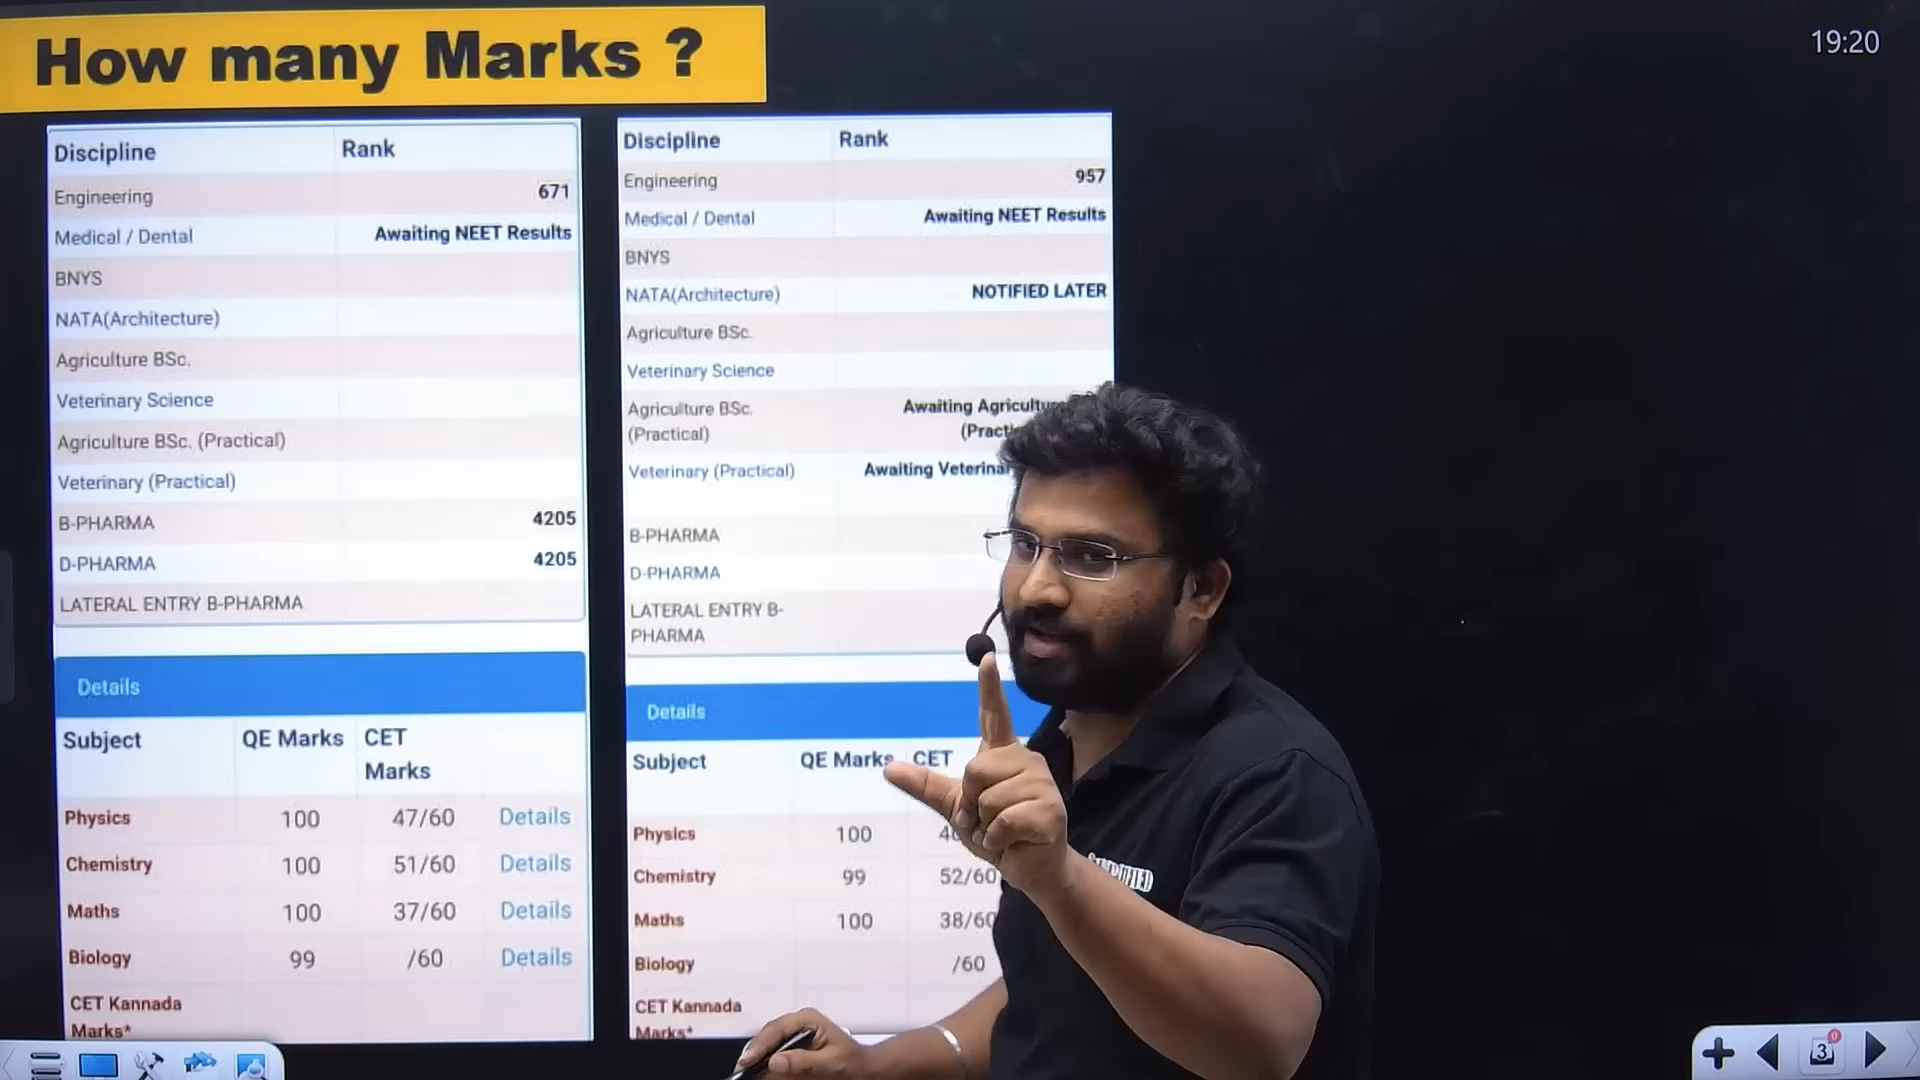 How many Marks ?
19:20
Discipline Rank
Engineering 671
Medical / Dental Awaiting NEET Results
BNYS
NATA(Architecture)
Agriculture BSc.
Veterinary Science
Agriculture BSc. (Practical)
Veterinary (Practical)
B-PHARMA 4205
D-PHARMA 4205
LATERAL ENTRY B-PHARMA
Details
Subject QE Marks CET
Marks
Physics 100 47/60 Details
Chemistry 100 51/60 Details
Maths 100 37/60 Details
Biology 99 /60 Details
CET Kannada
Marks*
Discipline Rank
Engineering 957
Medical / Dental Awaiting NEET Results
BNYS
NATA(Architecture) NOTIFIED LATER
Agriculture BSc.
Veterinary Science
Agriculture BSc. Awaiting
(Practical)
Veterinary (Practical) Awaiting
B-PHARMA
D-PHARMA
LATERAL ENTRY B-
PHARMA
Details
Subject QE Marks CET
Physics 100
Chemistry 99 52/60
Maths 100 38/60
Biology /60
CET Kannada
Marks*
3
0